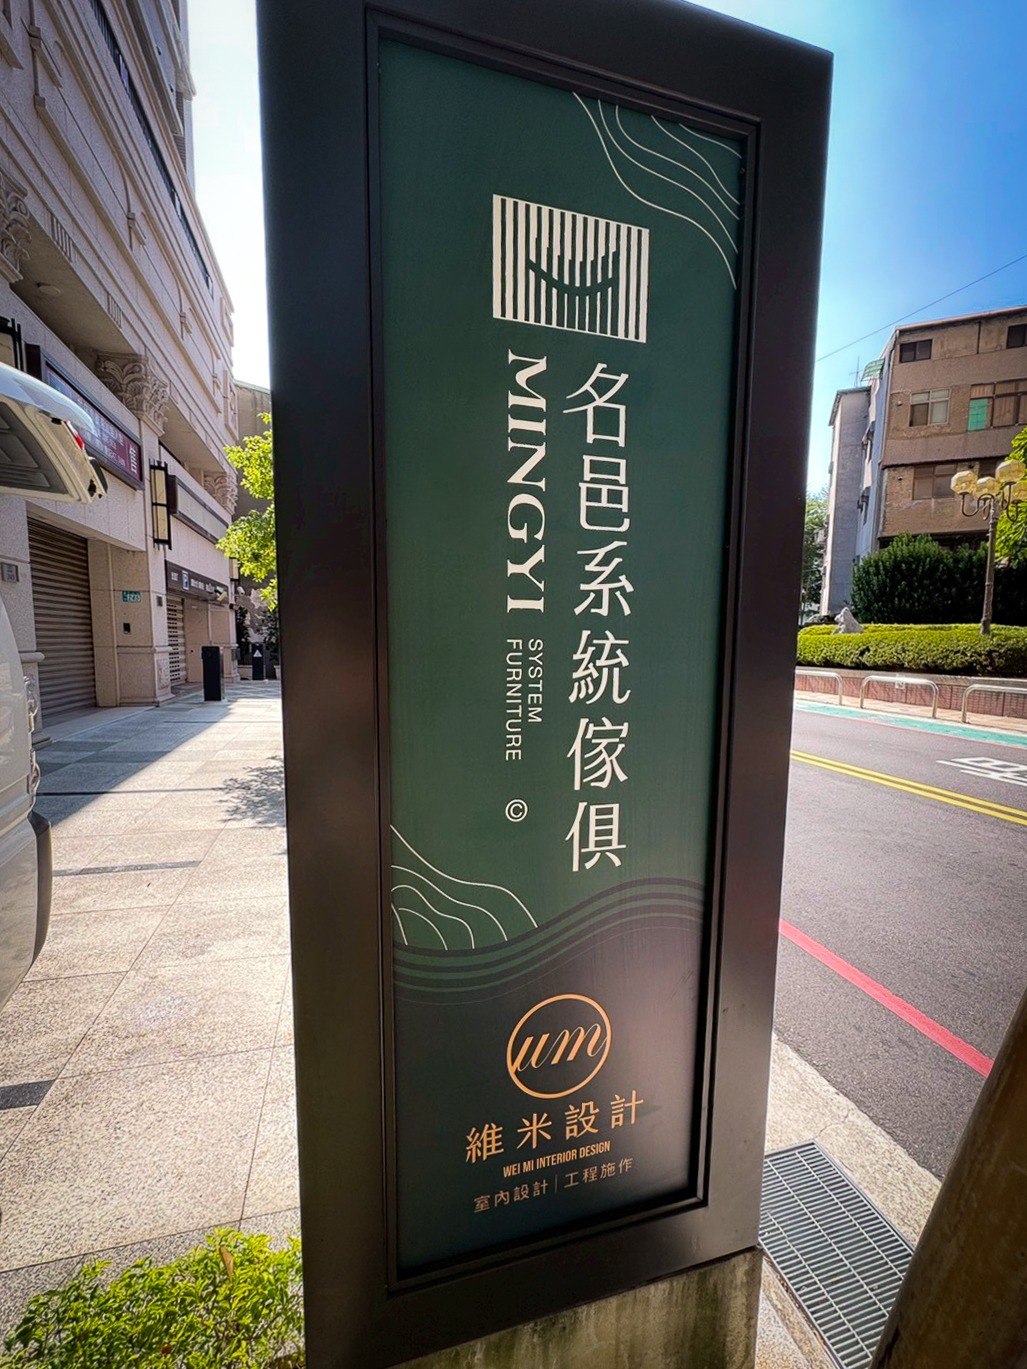 名邑系統傢俱
MINGYI
SYSTEM
FURNITURE
©
um
維米設計
WEI MI INTERIOR DESIGN
室內設計｜工程施作
售